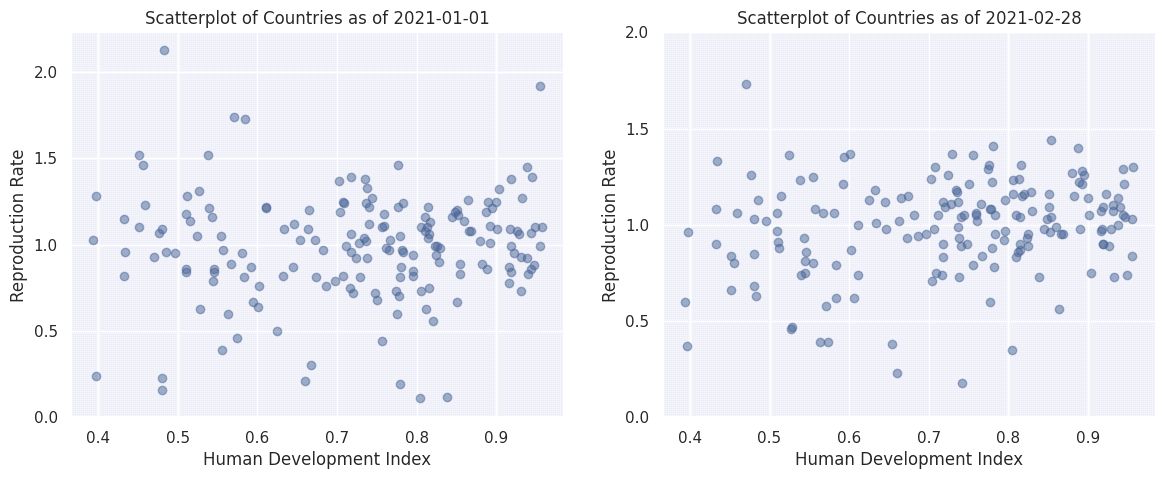 Scatterplot of Countries as of 2021-01-01
Reproduction Rate
2.0
1.5
1.0
0.5
0.0
0.4 0.5 0.6 0.7 0.8 0.9
Human Development Index
Scatterplot of Countries as of 2021-02-28
Reproduction Rate
2.0
1.5
1.0
0.5
0.0
0.4 0.5 0.6 0.7 0.8 0.9
Human Development Index